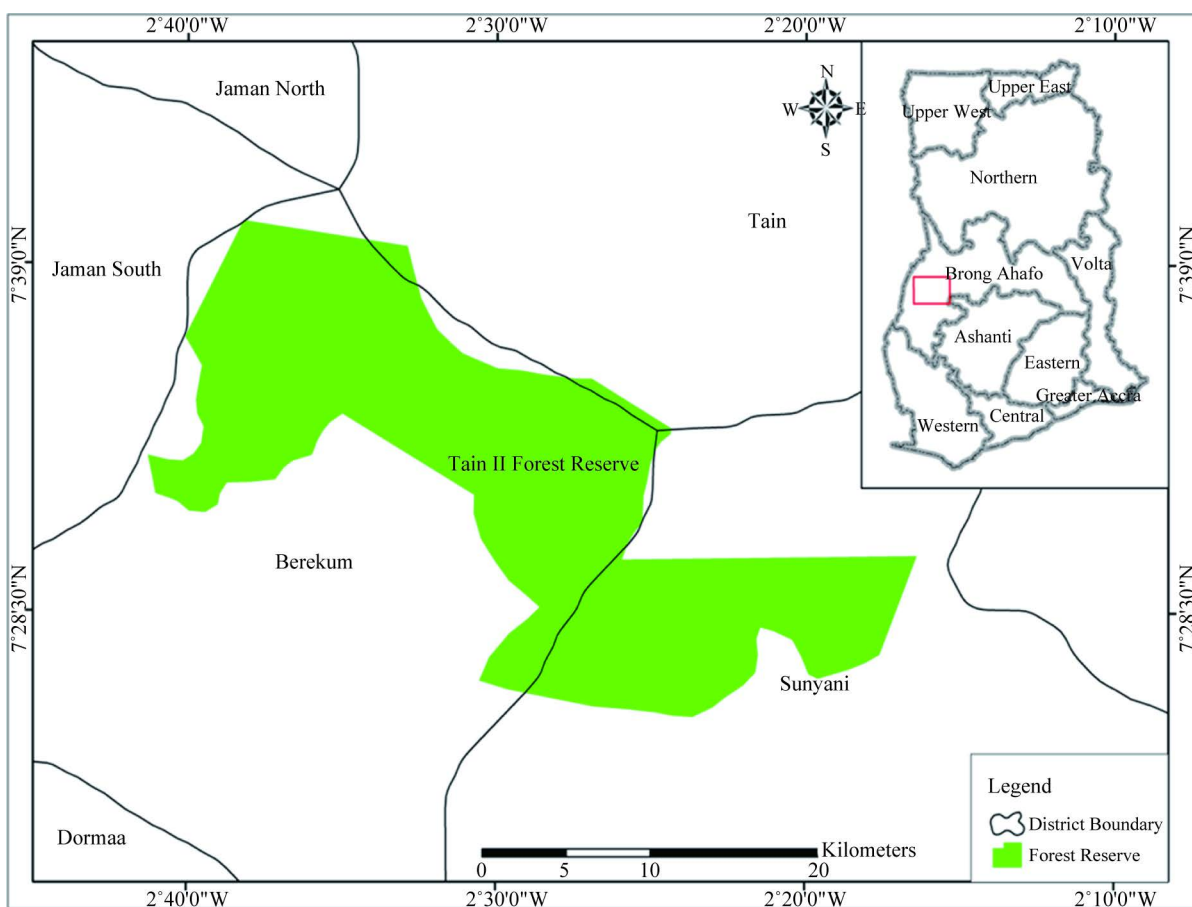 2°40'0"W
2°30'0"W
2°20'0"W
2°10'0"W
Jaman North
N
W
E
S
Upper East
Upper West
Northern
Tain
7°39'0"N
Jaman South
Brong Ahafo
Volta
7°39'0"N
Ashanti
Eastern
Greater Accra
Central
Western
Tain II Forest Reserve
Berekum
7°28'30"N
7°28'30"N
Sunyani
Legend
District Boundary
Forest Reserve
Dormaa
Kilometers
0
5
10
20
2°40'0"W
2°30'0"W
2°20'0"W
2°10'0"W